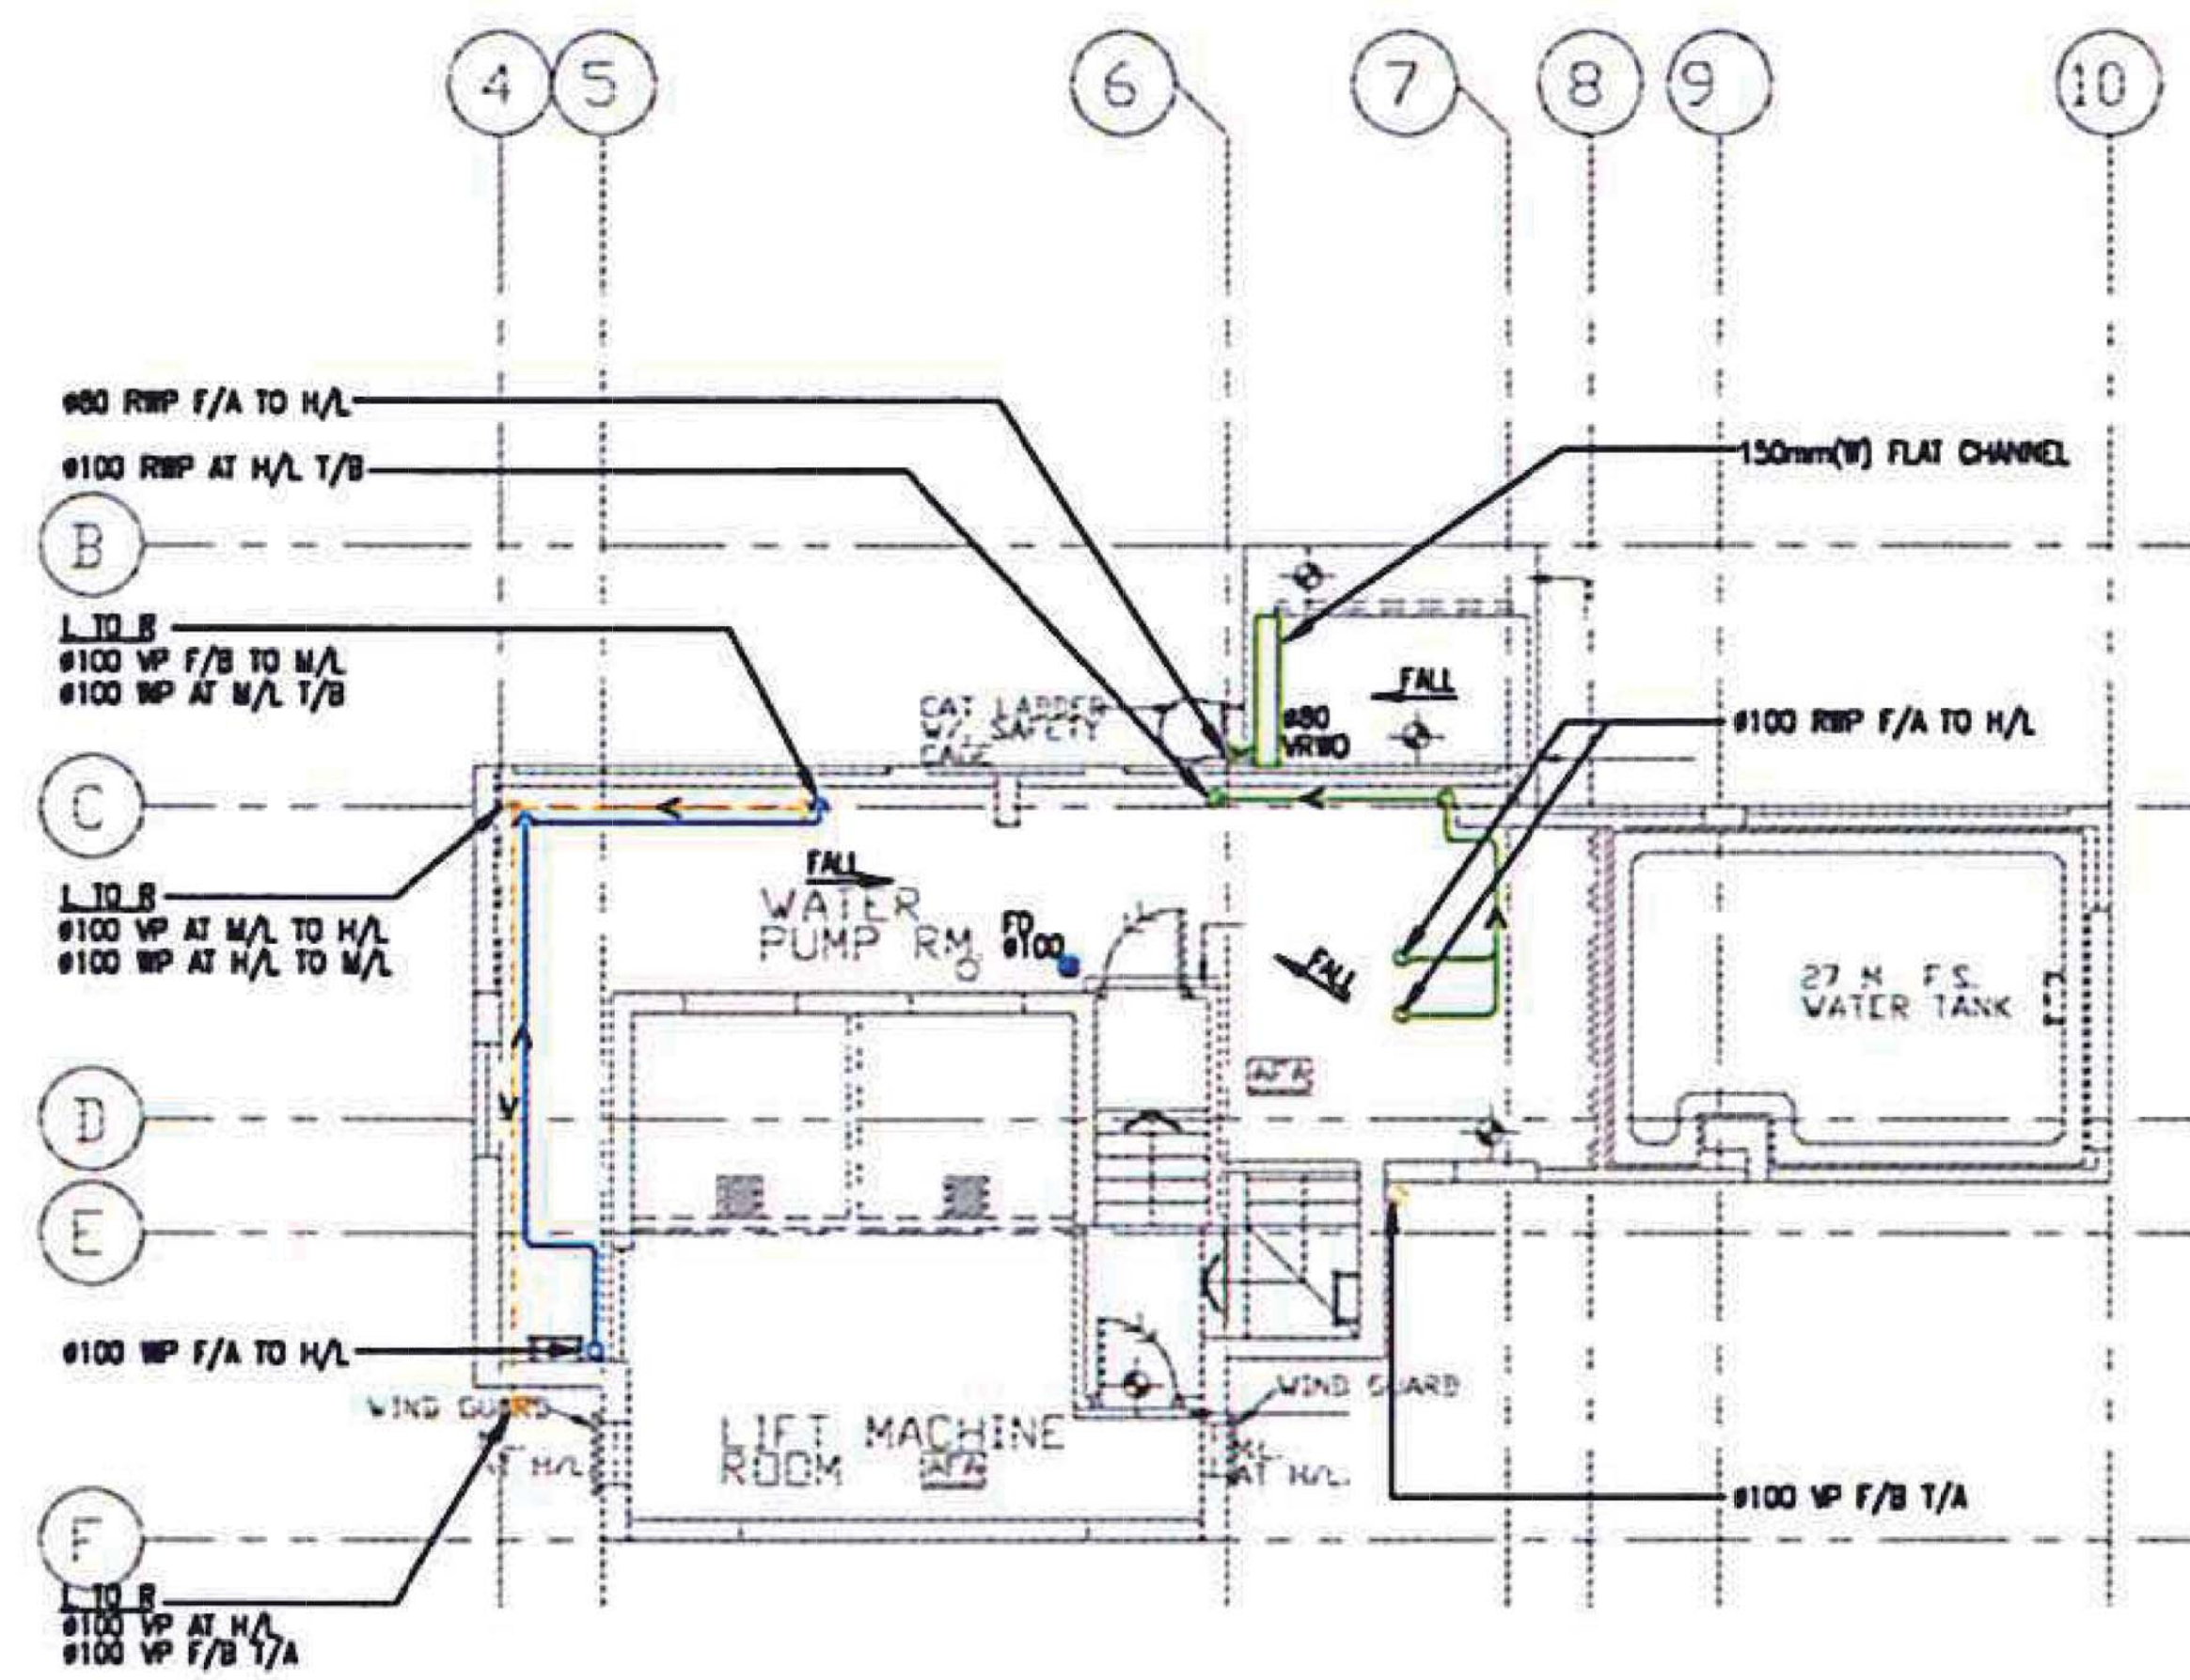 4
5
6
7
8
9
10
ø80 RWP F/A TO H/L
ø100 RWP AT H/L T/B
150mm(W) FLAT CHANNEL
B
L TO R
ø100 VP F/B TO M/L
ø100 WP AT M/L T/B
CAT LADDER
W/ SAFETY
CAGE
FALL
ø80
VRWO
ø100 RWP F/A TO H/L
C
L TO R
ø100 VP AT M/L TO H/L
ø100 WP AT H/L TO M/L
FALL
WATER
PUMP RM.
FD
ø100
FALL
27 M F.S.
WATER TANK
D
E
ø100 WP F/A TO H/L
WIND GUARD
AT H/L
LIFT MACHINE
ROOM
WIND GUARD
AT H/L.
ø100 VP F/B T/A
F
L TO R
ø100 VP AT H/L
ø100 VP F/B T/A